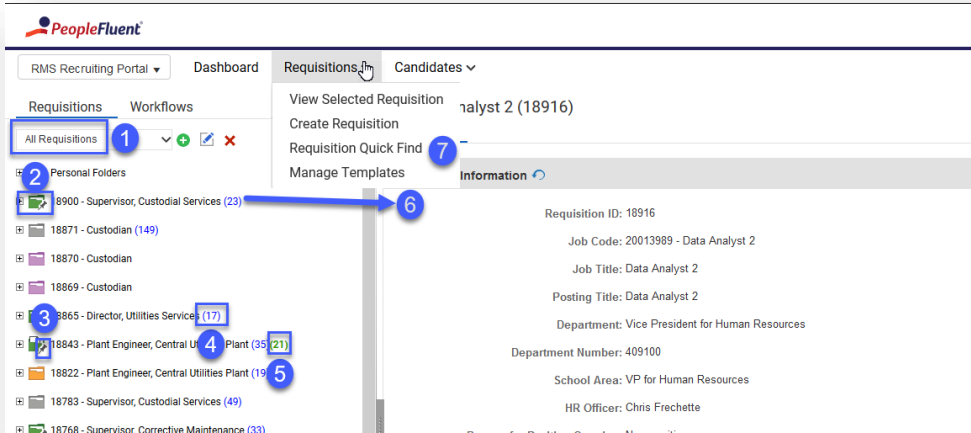 PeopleFluent
RMS Recruiting Portal Dashboard Requisitions Candidates
Requisitions Workflows
View Selected Requisition
Create Requisition
Requisition Quick Find 7
Manage Templates
nalyst 2 (18916)
All Requisitions 1
2 Personal Folders
Information
18900 - Supervisor, Custodial Services (23) 6
18871 - Custodian (149)
18870 - Custodian
18869 - Custodian
3 8865 - Director, Utilities Services (17)
18843 - Plant Engineer, Central Ut 4 Plant (35) (21)
18822 - Plant Engineer, Central Utilities Plant (19 5
18783 - Supervisor, Custodial Services (49)
18768 - Supervisor, Corrective Maintenance (33)
Requisition ID: 18916
Job Code: 20013989 - Data Analyst 2
Job Title: Data Analyst 2
Posting Title: Data Analyst 2
Department: Vice President for Human Resources
Department Number: 409100
School Area: VP for Human Resources
HR Officer: Chris Frechette